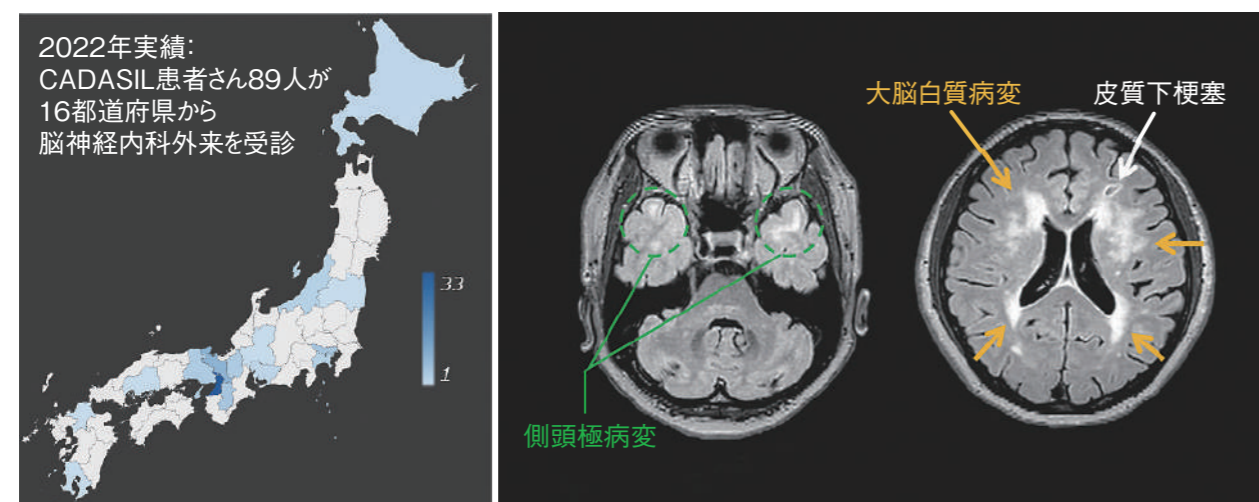 2022年実績:
CADASIL患者さん89人が
16都道府県から
脳神経内科外来を受診
33
1
大脳白質病変
皮質下梗塞
側頭極病変